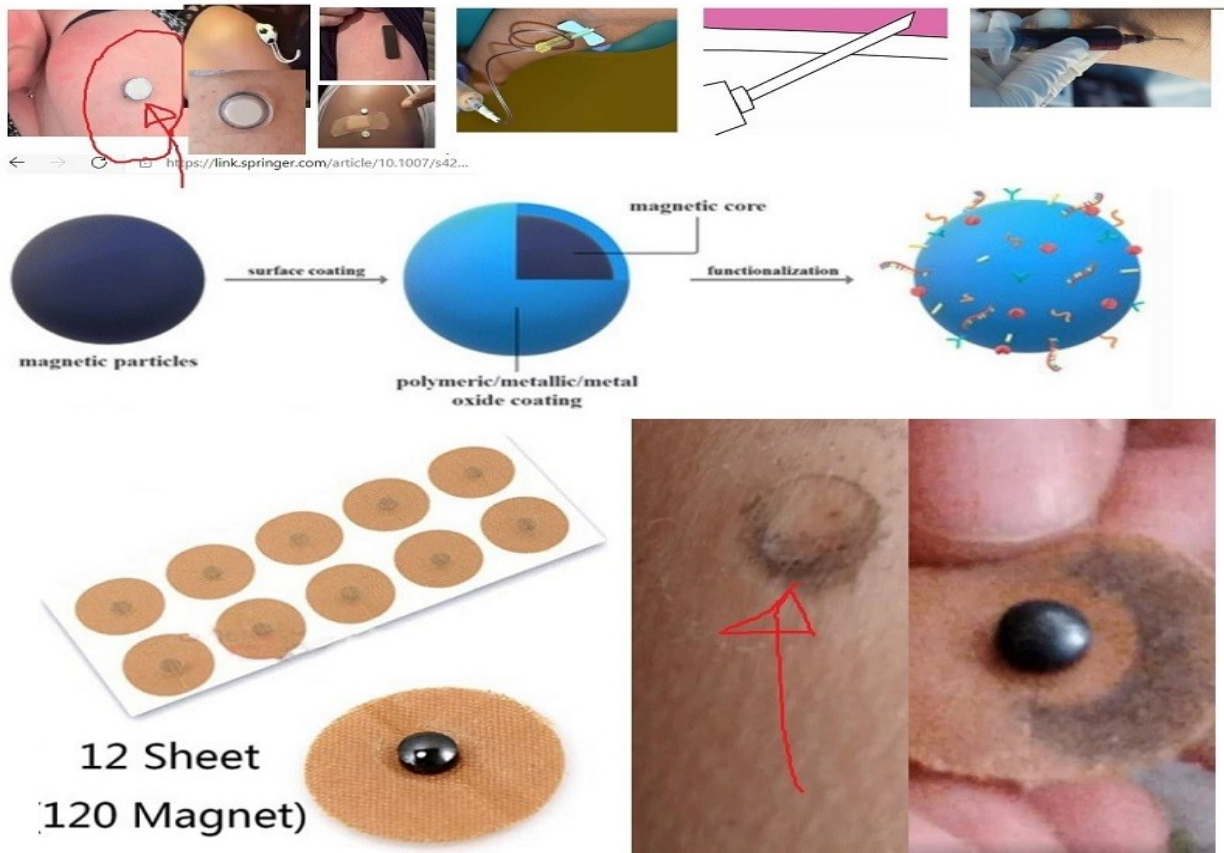 https://link.springer.com/article/10.1007/s42...
magnetic core
surface coating
functionalization
magnetic particles
polymeric/metallic/metal
oxide coating
12 Sheet
(120 Magnet)